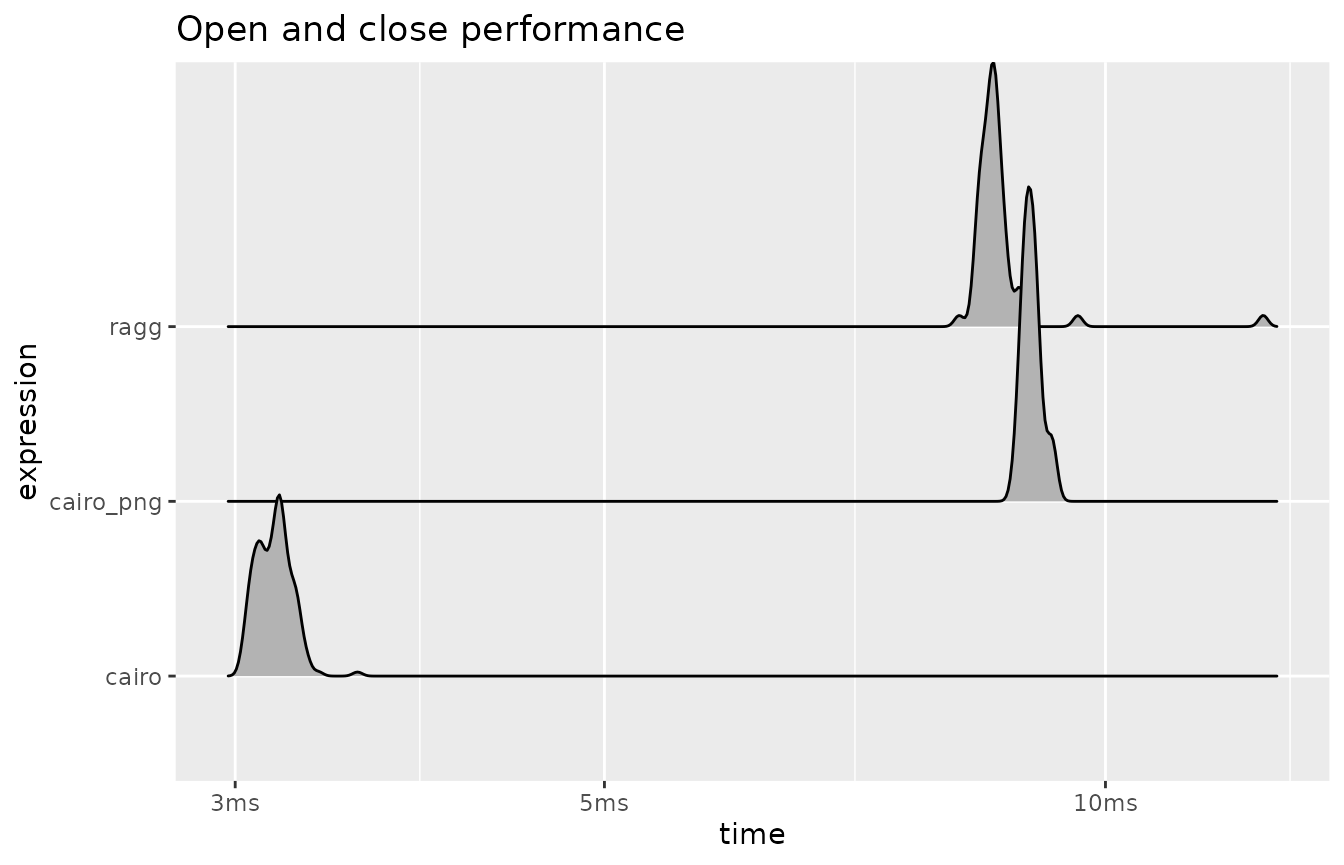 Open and close performance
ragg
cairo_png
cairo
expression
3ms
5ms
10ms
time